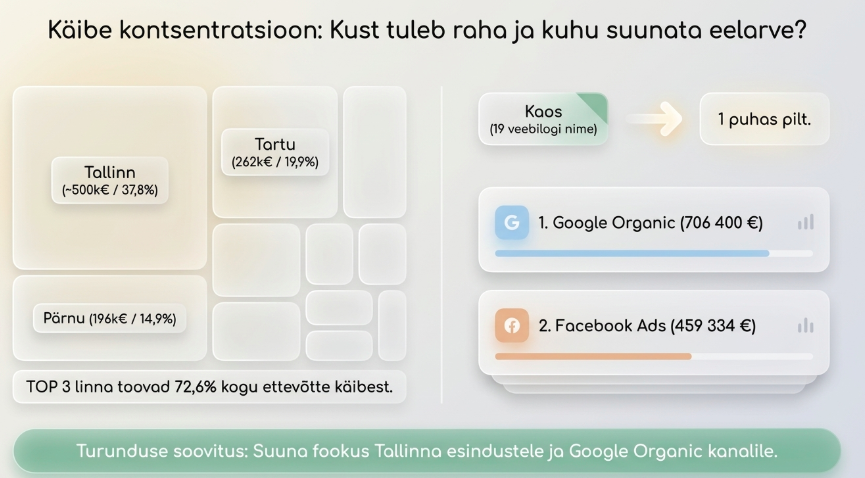 Käibe kontsentratsioon: Kust tuleb raha ja kuhu suunata eelarve?
Tallinn
(~500k€ / 37,8%)
Tartu
(262k€ / 19,9%)
Pärnu (196k€ / 14,9%)
TOP 3 linna toovad 72,6% kogu ettevõtte käibest.
Kaos
(19 veebilogi nime)
1 puhas pilt.
G
1. Google Organic (706 400 €)
2. Facebook Ads (459 334 €)
Turunduse soovitus: Suuna fookus Tallinna esindustele ja Google Organic kanalile.